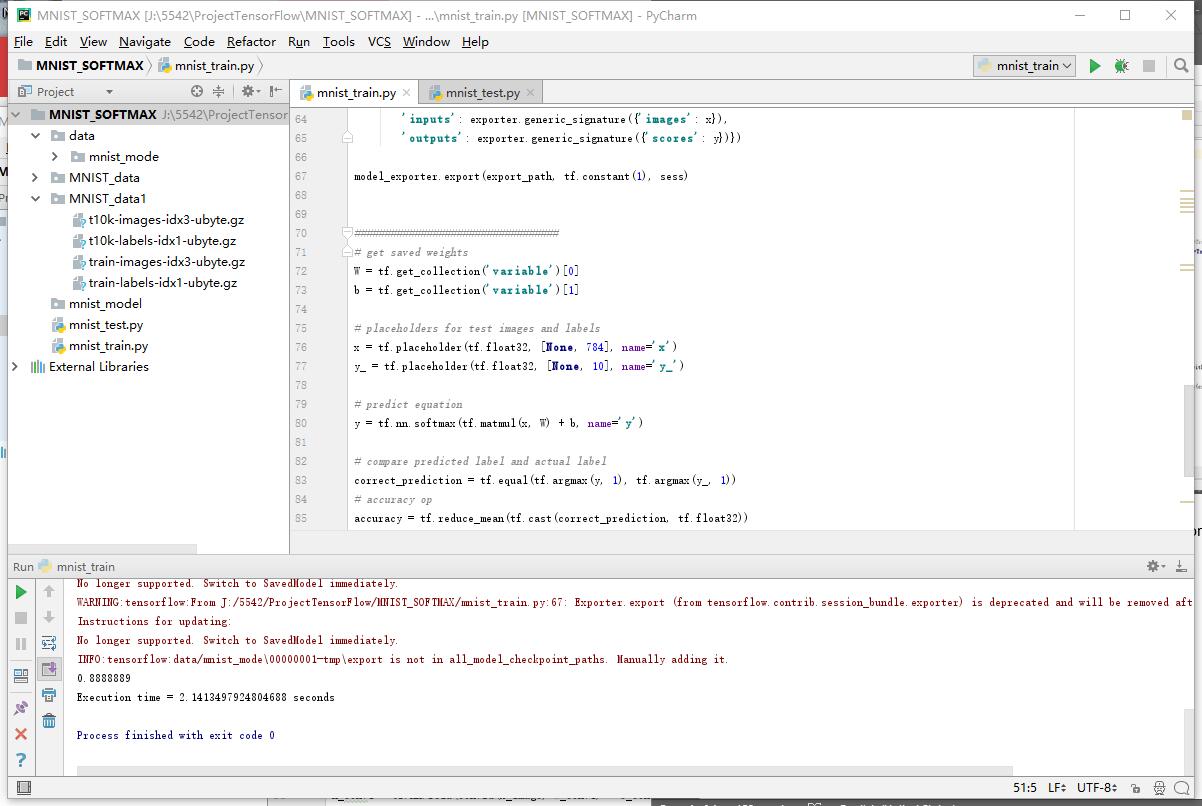 MNIST_SOFTMAX [J:\5542\ProjectTensorFlow\MNIST_SOFTMAX] - ...\mnist_train.py [MNIST_SOFTMAX] - PyCharm
File Edit View Navigate Code Refactor Run Tools VCS Window Help
MNIST_SOFTMAX mnist_train.py mnist_train
Project mnist_train.py mnist_test.py
MNIST_SOFTMAX J:\5542\ProjectTensor
data
mnist_mode
MNIST_data
MNIST_data1
t10k-images-idx3-ubyte.gz
t10k-labels-idx1-ubyte.gz
train-images-idx3-ubyte.gz
train-labels-idx1-ubyte.gz
mnist_model
mnist_test.py
mnist_train.py
External Libraries
64 'inputs': exporter.generic_signature({'images': x}),
65 'outputs': exporter.generic_signature({'scores': y})})
66
67 model_exporter.export(export_path, tf.constant(1), sess)
68
69
70 ##################################
71 # get saved weights
72 W = tf.get_collection('variable')[0]
73 b = tf.get_collection('variable')[1]
74
75 # placeholders for test images and labels
76 x = tf.placeholder(tf.float32, [None, 784], name='x')
77 y_ = tf.placeholder(tf.float32, [None, 10], name='y_')
78
79 # predict equation
80 y = tf.nn.softmax(tf.matmul(x, W) + b, name='y')
81
82 # compare predicted label and actual label
83 correct_prediction = tf.equal(tf.argmax(y, 1), tf.argmax(y_, 1))
84 # accuracy op
85 accuracy = tf.reduce_mean(tf.cast(correct_prediction, tf.float32))
Run mnist_train
No longer supported. Switch to SavedModel immediately.
WARNING:tensorflow:From J:/5542/ProjectTensorFlow/MNIST_SOFTMAX/mnist_train.py:67: Exporter.export (from tensorflow.contrib.session_bundle.exporter) is deprecated and will be removed aft
Instructions for updating:
No longer supported. Switch to SavedModel immediately.
INFO:tensorflow:data/mnist_mode\00000001-tmp\export is not in all_model_checkpoint_paths. Manually adding it.
0.8888889
Execution time = 2.1413497924804688 seconds
Process finished with exit code 0
51:5 LF UTF-8